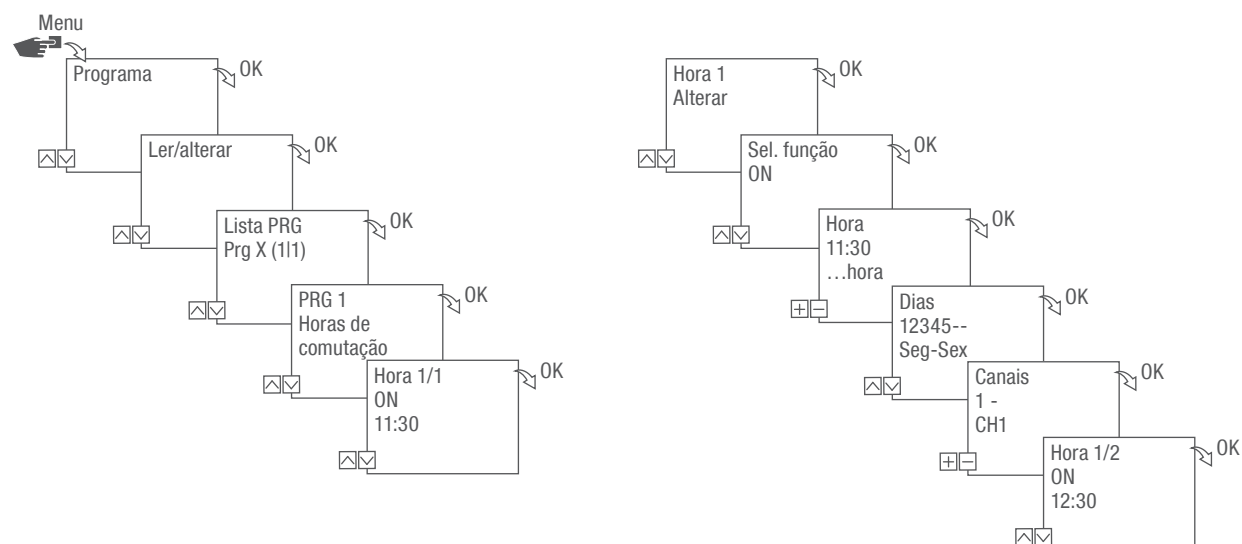 Menu
Programa
OK
Ler/alterar
OK
Lista PRG
Prg X (1|1)
OK
PRG 1
Horas de
comutação
OK
Hora 1/1
ON
11:30
OK
Hora 1
Alterar
OK
Sel. função
ON
OK
Hora
11:30
…hora
OK
Dias
12345--
Seg-Sex
OK
Canais
1 -
CH1
OK
Hora 1/2
ON
12:30
OK